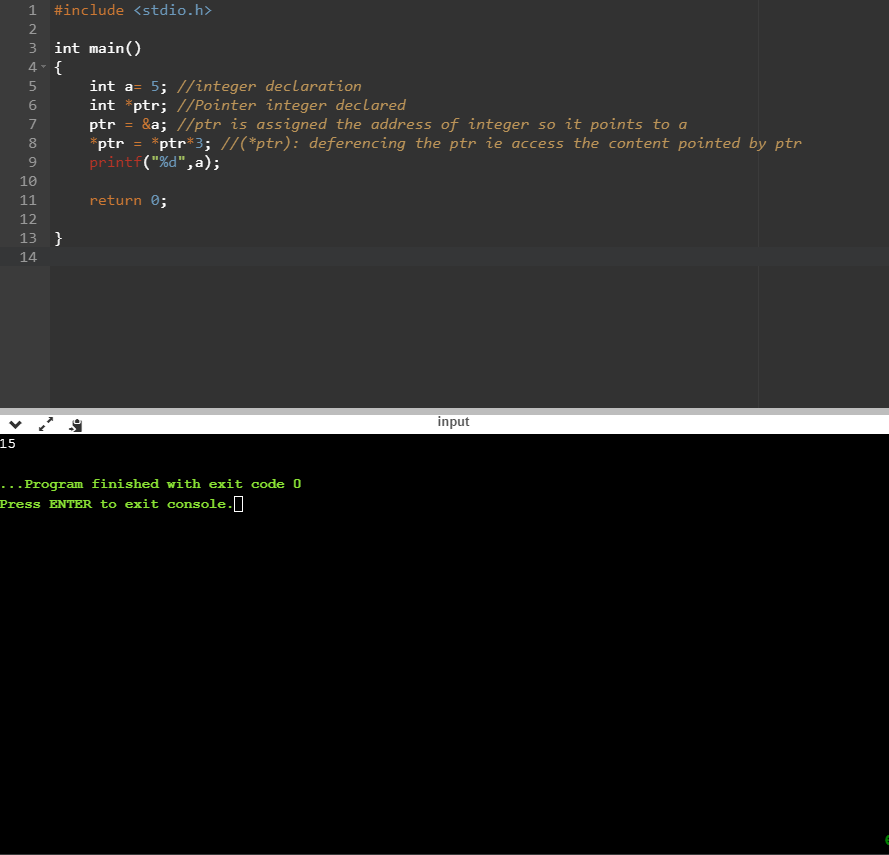 1 #include <stdio.h>
2
3 int main()
4 {
5 int a= 5; //integer declaration
6 int *ptr; //Pointer integer declared
7 ptr = &a; //ptr is assigned the address of integer so it points to a
8 *ptr = *ptr*3; //(*ptr): deferencing the ptr ie access the content pointed by ptr
9 printf("%d",a);
10
11 return 0;
12
13 }
14
input
15
...Program finished with exit code 0
Press ENTER to exit console.